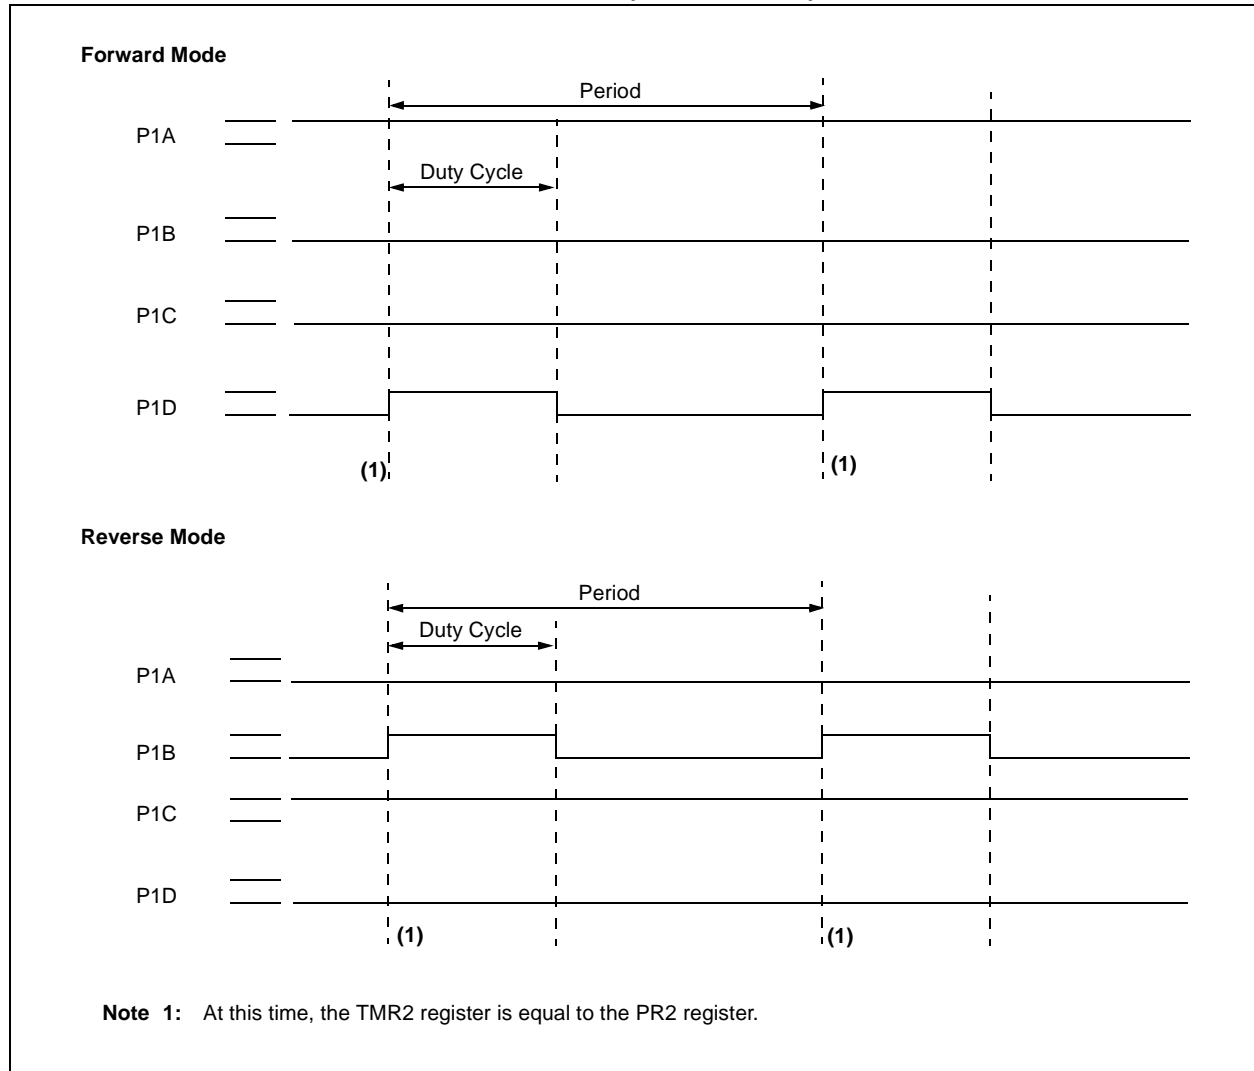 Forward Mode
Period
P1A
Duty Cycle
P1B
P1C
P1D
(1)
(1)
Reverse Mode
Period
Duty Cycle
P1A
P1B
P1C
P1D
(1)
(1)
Note 1: At this time, the TMR2 register is equal to the PR2 register.